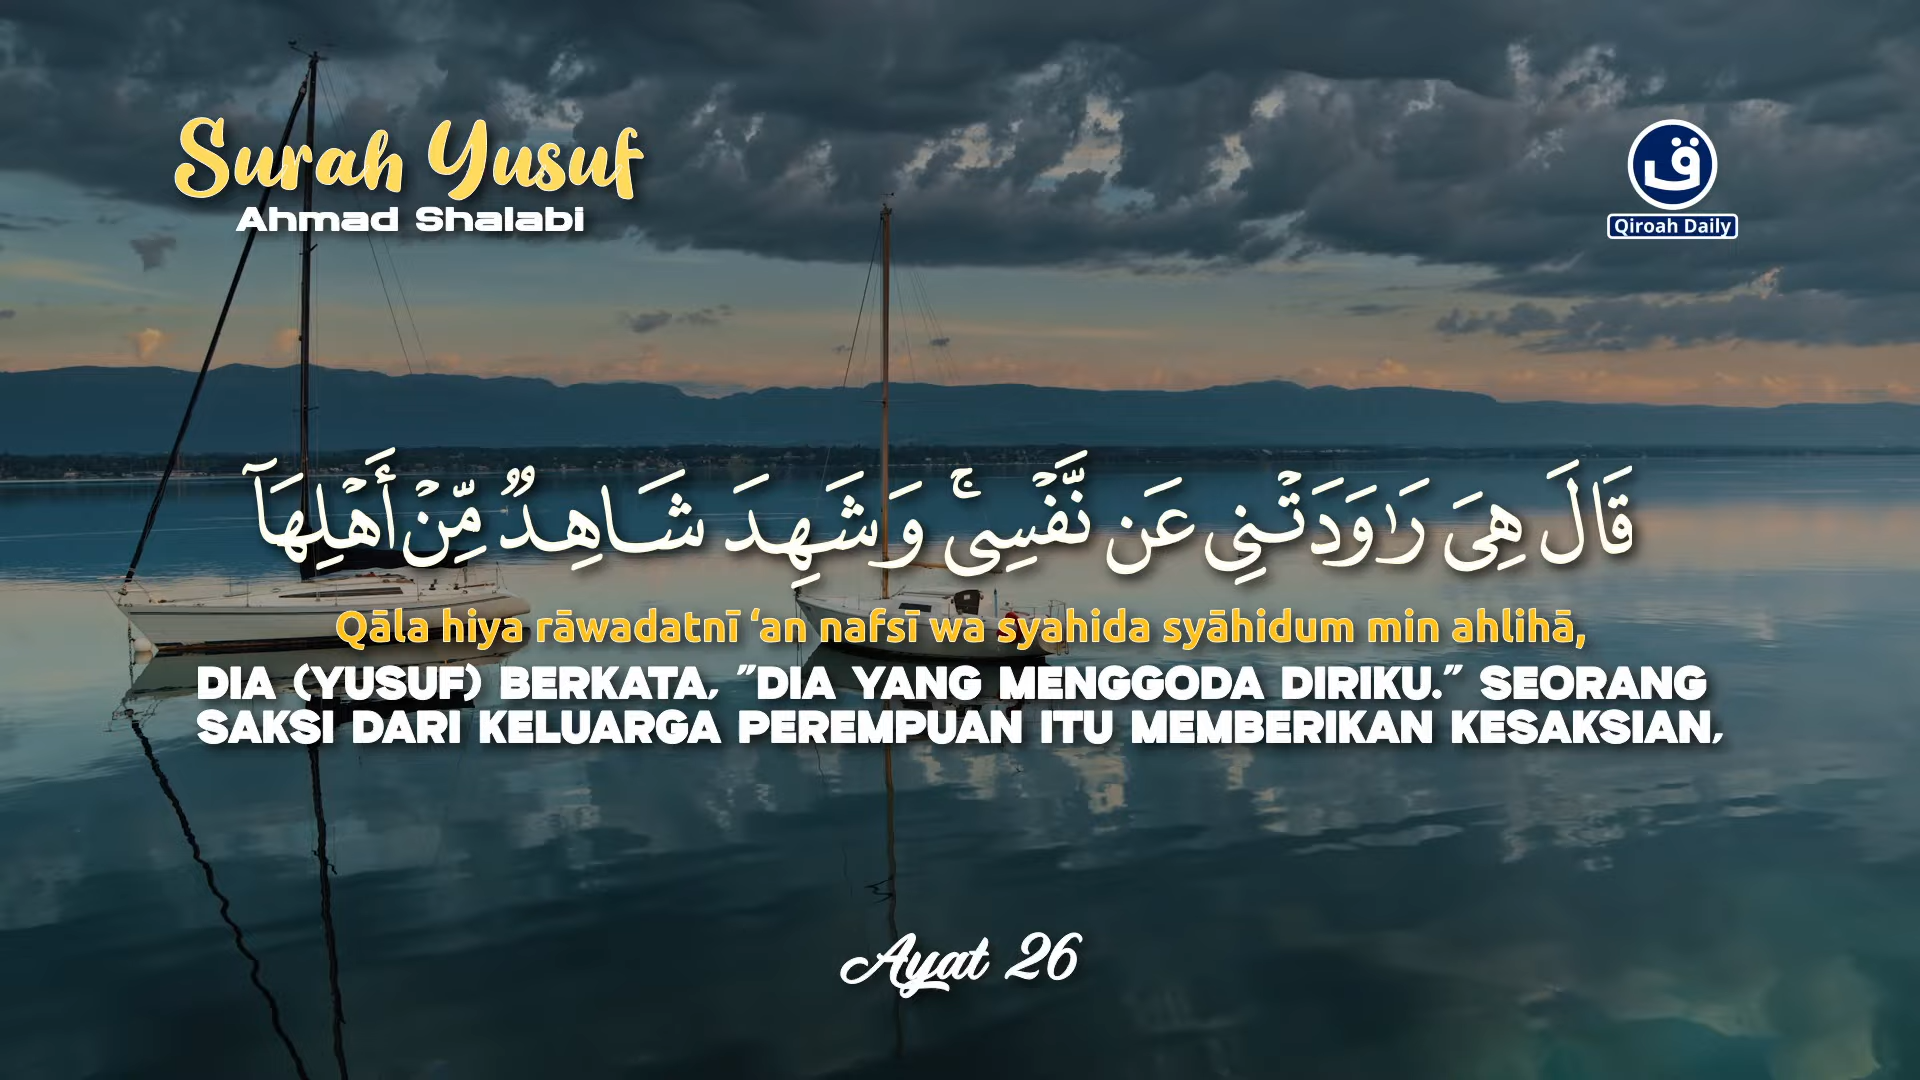 Surah Yusuf
Ahmad Shalabi
ق
Qiroah Daily
قَالَ هِيَ رَاوَدَتْنِي عَن نَّفْسِيۚ وَشَهِدَ شَاهِدٌ مِّنْ أَهْلِهَآ
Qāla hiya rāwadatnī ‘an nafsī wa syahida syāhidum min ahlihā,
DIA (YUSUF) BERKATA, "DIA YANG MENGGODA DIRIKU." SEORANG
SAKSI DARI KELUARGA PEREMPUAN ITU MEMBERIKAN KESAKSIAN,
Ayat 26